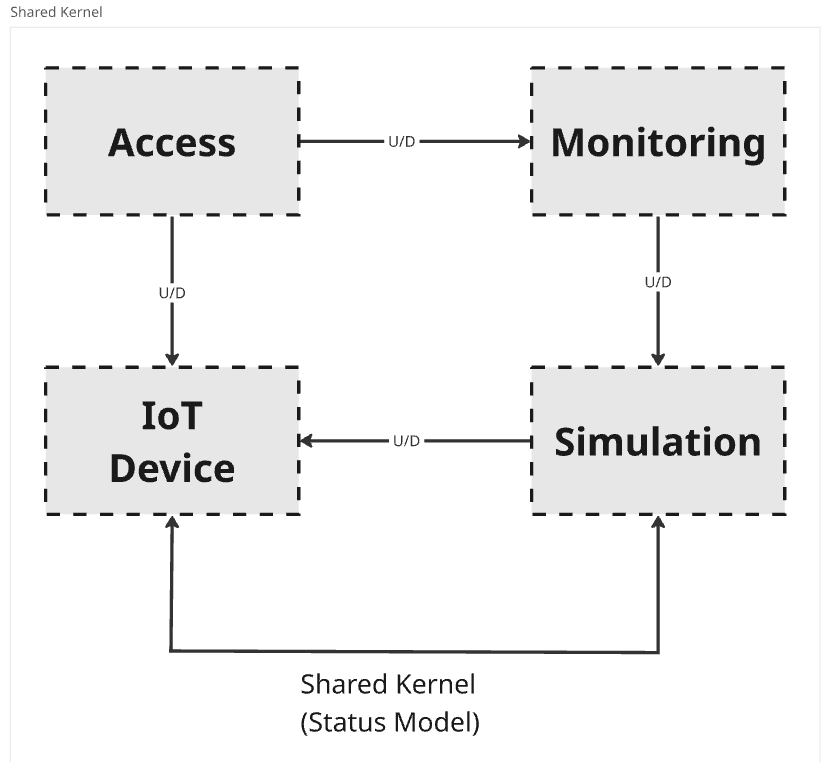 Shared Kernel
Access
U/D
Monitoring
U/D
U/D
IoT
Device
U/D
Simulation
Shared Kernel
(Status Model)